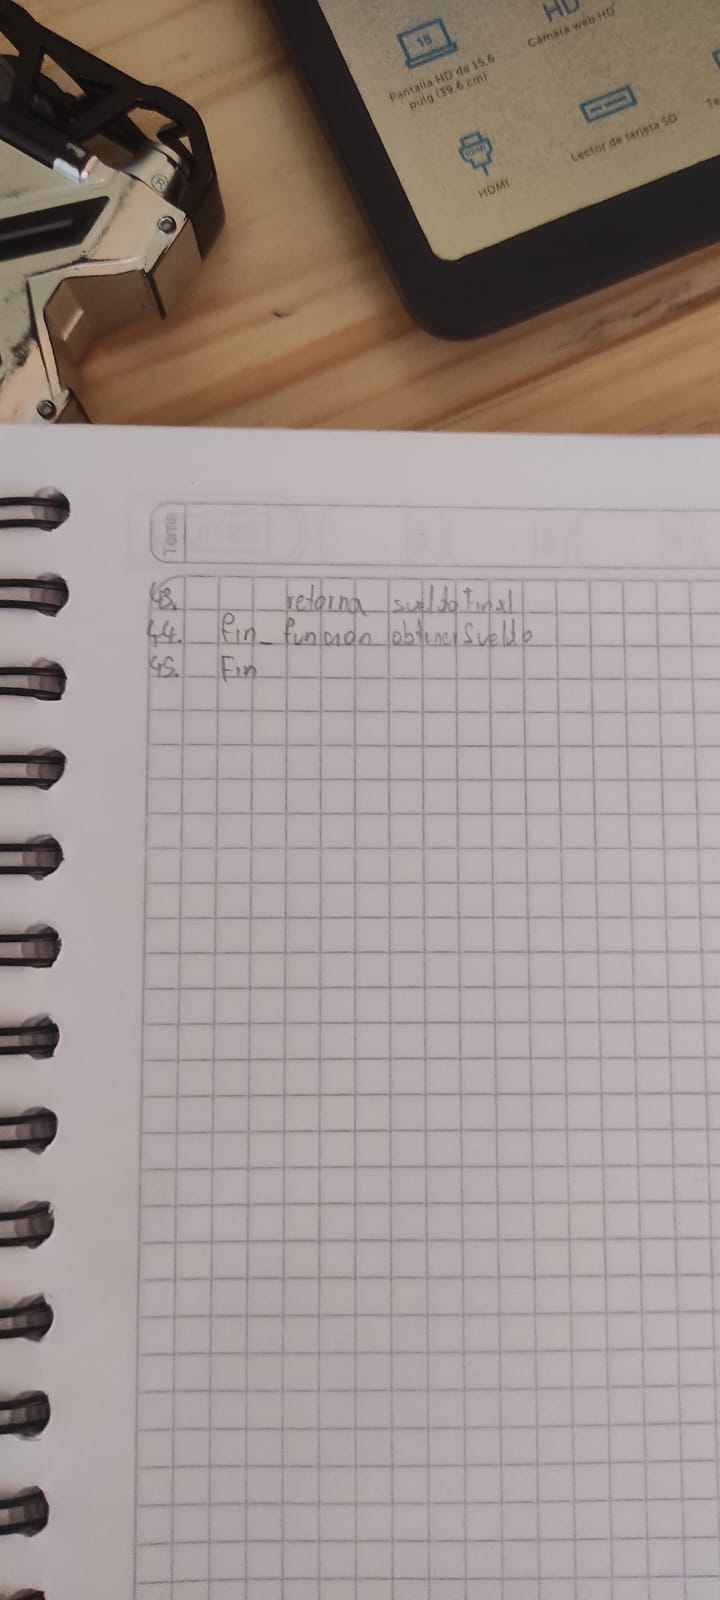 15
Pantalla HD de 15,6
pulg (39,6 cm)
HD
Cámara web HD
HDMI
HDMI
Lector de tarjeta SD
Te
®
Tema
43. retorna sueldoFinal
44. fin_funcion obtenerSueldo
45. Fin